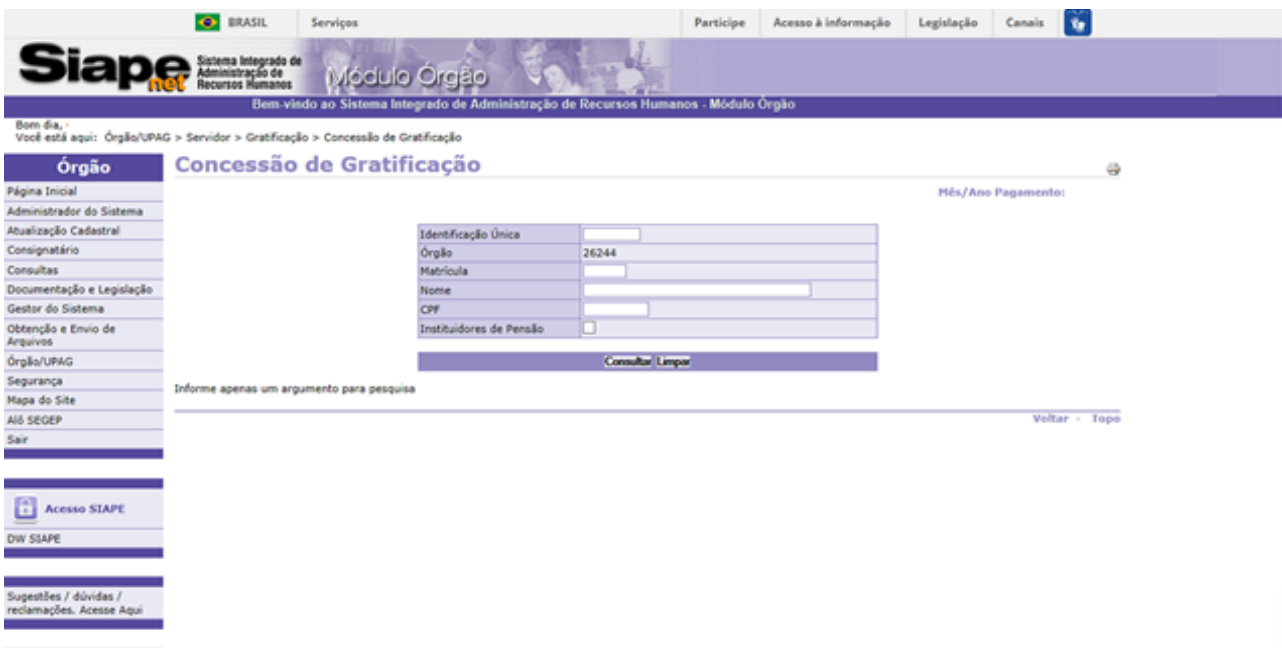 BRASIL Serviços Participe Acesso à informação Legislação Canais
Siape net Sistema Integrado de Administração de Recursos Humanos Módulo Órgão
Bem-vindo ao Sistema Integrado de Administração de Recursos Humanos - Módulo Órgão
Bom dia,
Você está aqui: Órgão/UPAG > Servidor > Gratificação > Concessão de Gratificação
Órgão
Página Inicial
Administrador do Sistema
Atualização Cadastral
Consignatário
Consultas
Documentação e Legislação
Gestor do Sistema
Obtenção e Envio de
Arquivos
Órgão/UPAG
Segurança
Mapa do Site
Alô SEGEP
Sair
Acesso SIAPE
DW SIAPE
Sugestões / dúvidas /
reclamações. Acesse Aqui
Concessão de Gratificação
Mês/Ano Pagamento:
Identificação Única
Órgão 26244
Matrícula
Nome
CPF
Instituidores de Pensão
Consultar Limpar
Informe apenas um argumento para pesquisa
Voltar - Topo